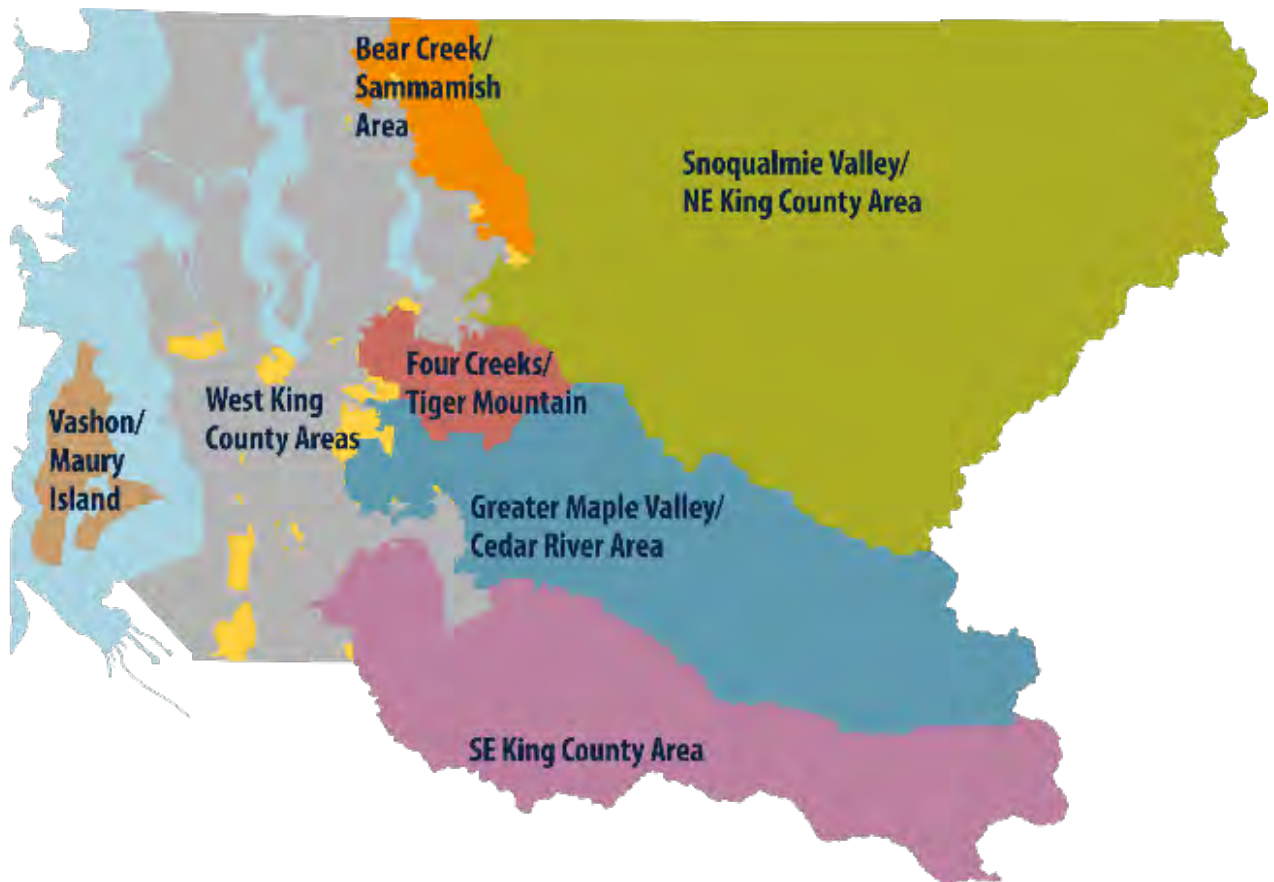 Bear Creek/
Sammamish
Area
Snoqualmie Valley/
NE King County Area
Four Creeks/
Tiger Mountain
West King
County Areas
Vashon/
Maury
Island
Greater Maple Valley/
Cedar River Area
SE King County Area